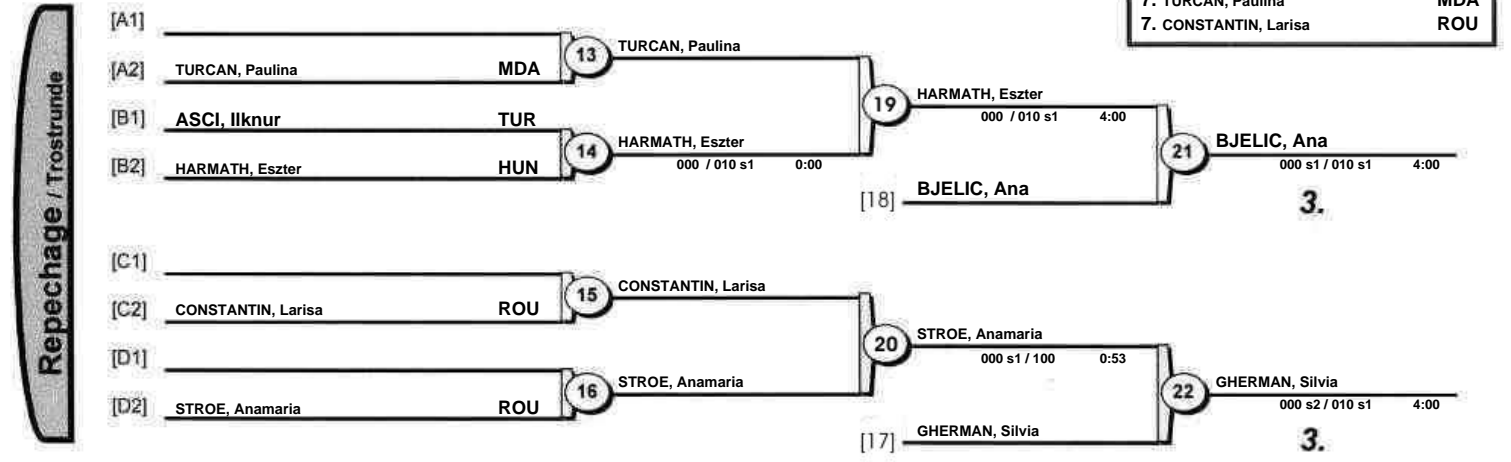 7. TURCAN, Paulina MDA
7. CONSTANTIN, Larisa ROU
Repechage / Trostrunde
[A1]
[A2] TURCAN, Paulina MDA
13 TURCAN, Paulina
[B1] ASCI, Ilknur TUR
[B2] HARMATH, Eszter HUN
14 HARMATH, Eszter
000 / 010 s1 0:00
19 HARMATH, Eszter
000 / 010 s1 4:00
[18] BJELIC, Ana
21 BJELIC, Ana
000 s1 / 010 s1 4:00
3.
[C1]
[C2] CONSTANTIN, Larisa ROU
15 CONSTANTIN, Larisa
[D1]
[D2] STROE, Anamaria ROU
16 STROE, Anamaria
20 STROE, Anamaria
000 s1 / 100 0:53
[17] GHERMAN, Silvia
22 GHERMAN, Silvia
000 s2 / 010 s1 4:00
3.